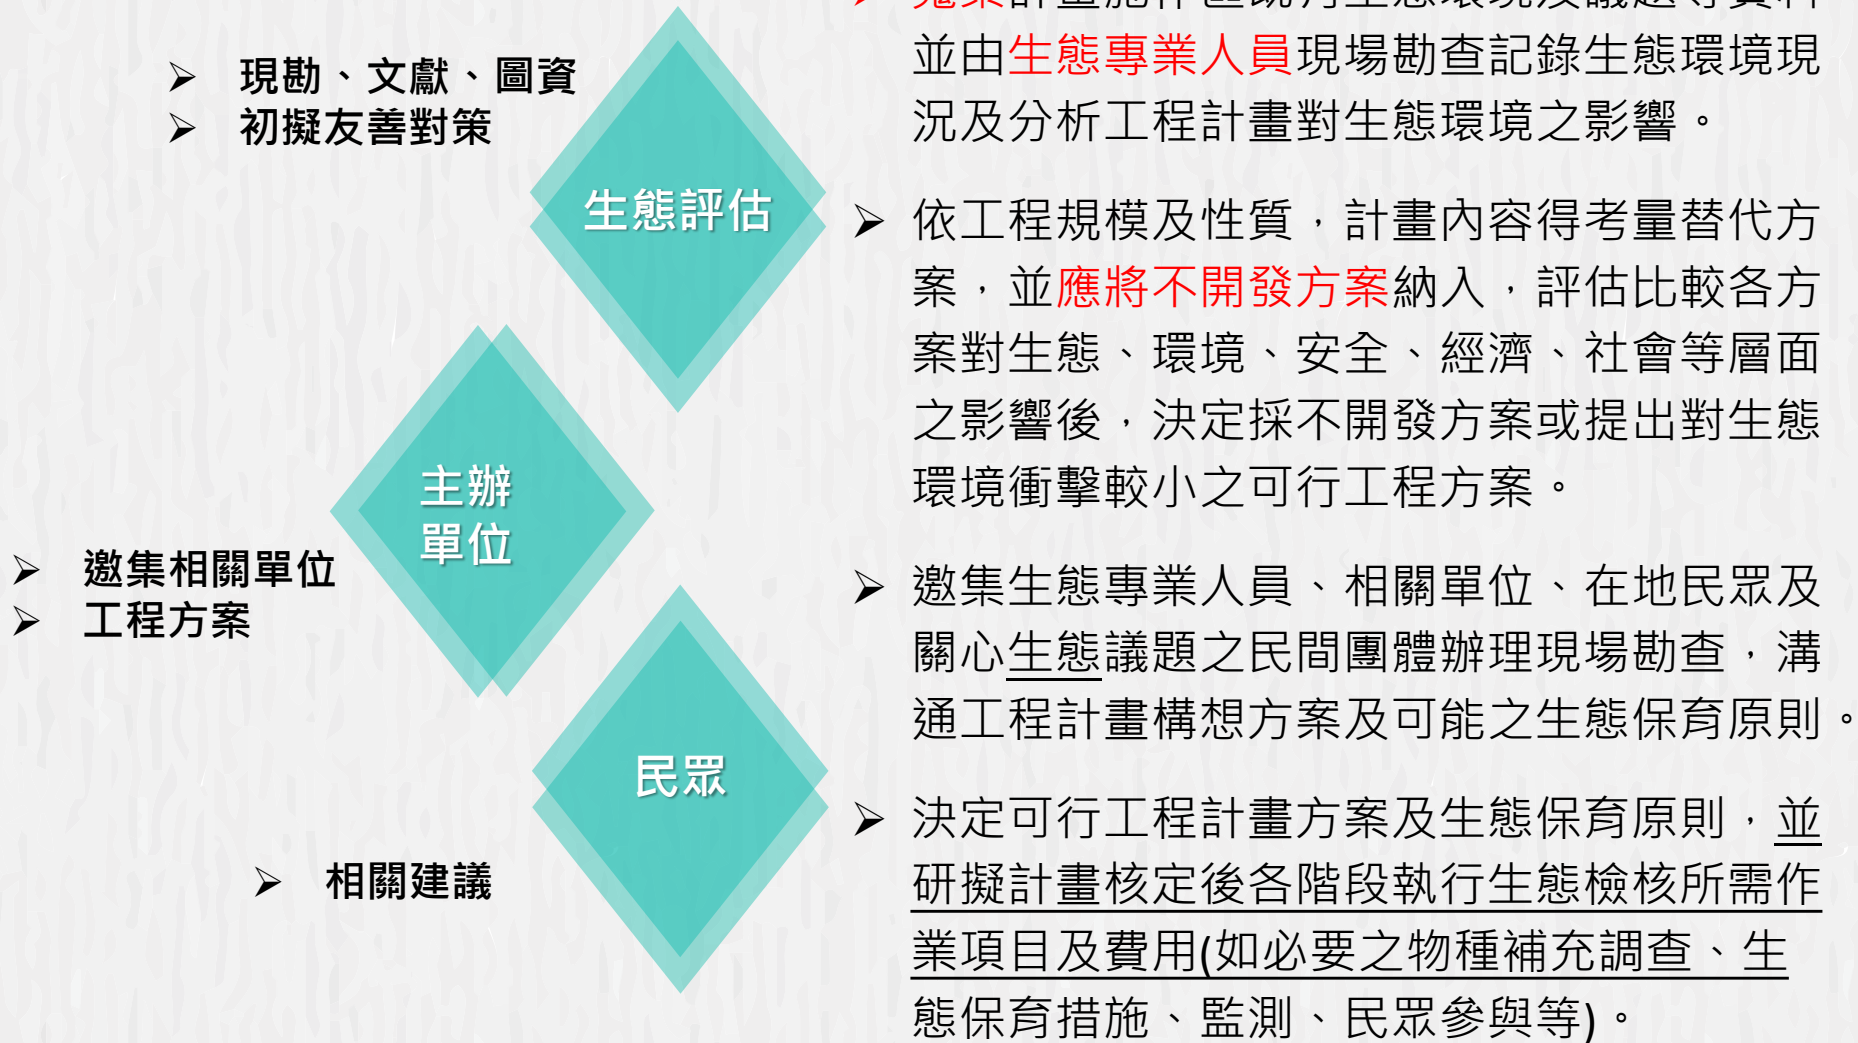 現勘、文獻、圖資
初擬友善對策
生態評估
主辦
單位
邀集相關單位
工程方案
民眾
相關建議
並由生態專業人員現場勘查記錄生態環境現
況及分析工程計畫對生態環境之影響。
依工程規模及性質,計畫內容得考量替代方
案,並應將不開發方案納入,評估比較各方
案對生態、環境、安全、經濟、社會等層面
之影響後,決定採不開發方案或提出對生態
環境衝擊較小之可行工程方案。
邀集生態專業人員、相關單位、在地民眾及
關心生態議題之民間團體辦理現場勘查,溝
通工程計畫構想方案及可能之生態保育原則。
決定可行工程計畫方案及生態保育原則,並
研擬計畫核定後各階段執行生態檢核所需作
業項目及費用(如必要之物種補充調查、生
態保育措施、監測、民眾參與等)。